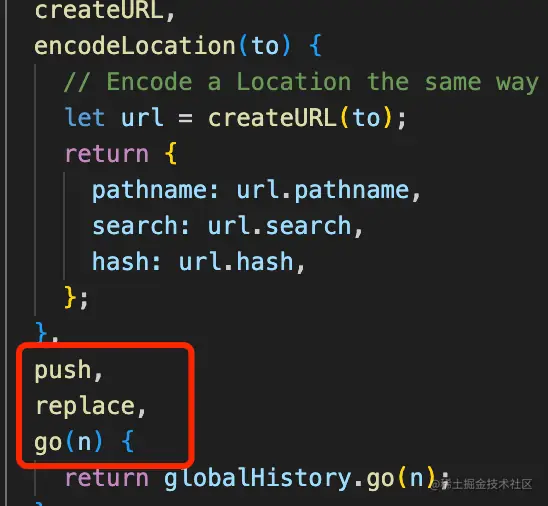 createURL,
encodeLocation(to) {
// Encode a Location the same way
let url = createURL(to);
return {
pathname: url.pathname,
search: url.search,
hash: url.hash,
};
},
push,
replace,
go(n) {
return globalHistory.go(n);
@稀土掘金技术社区